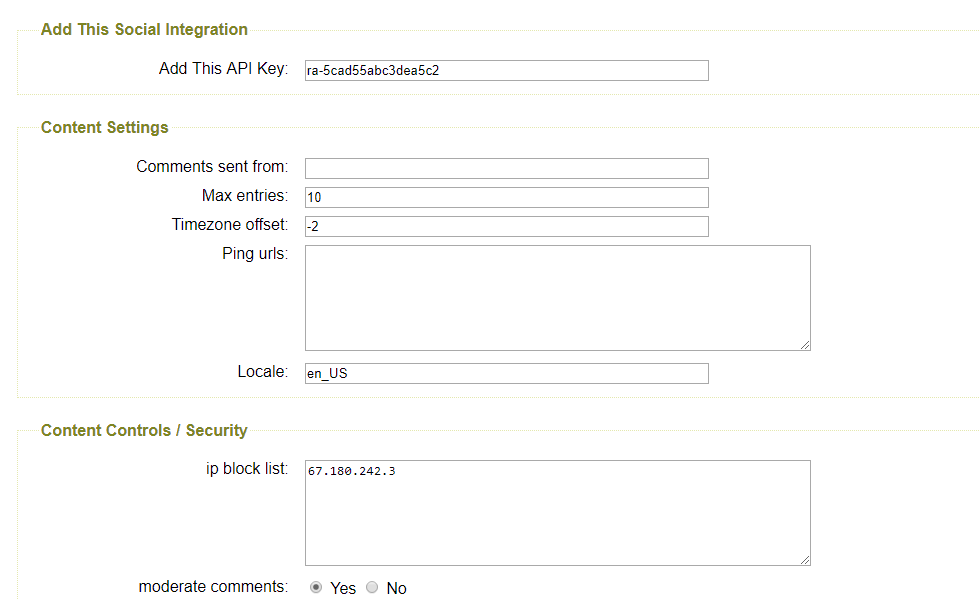 Add This Social Integration
Add This API Key: ra-5cad55abc3dea5c2
Content Settings
Comments sent from:
Max entries: 10
Timezone offset: -2
Ping urls:
Locale: en_US
Content Controls / Security
ip block list: 67.180.242.3
moderate comments: Yes No